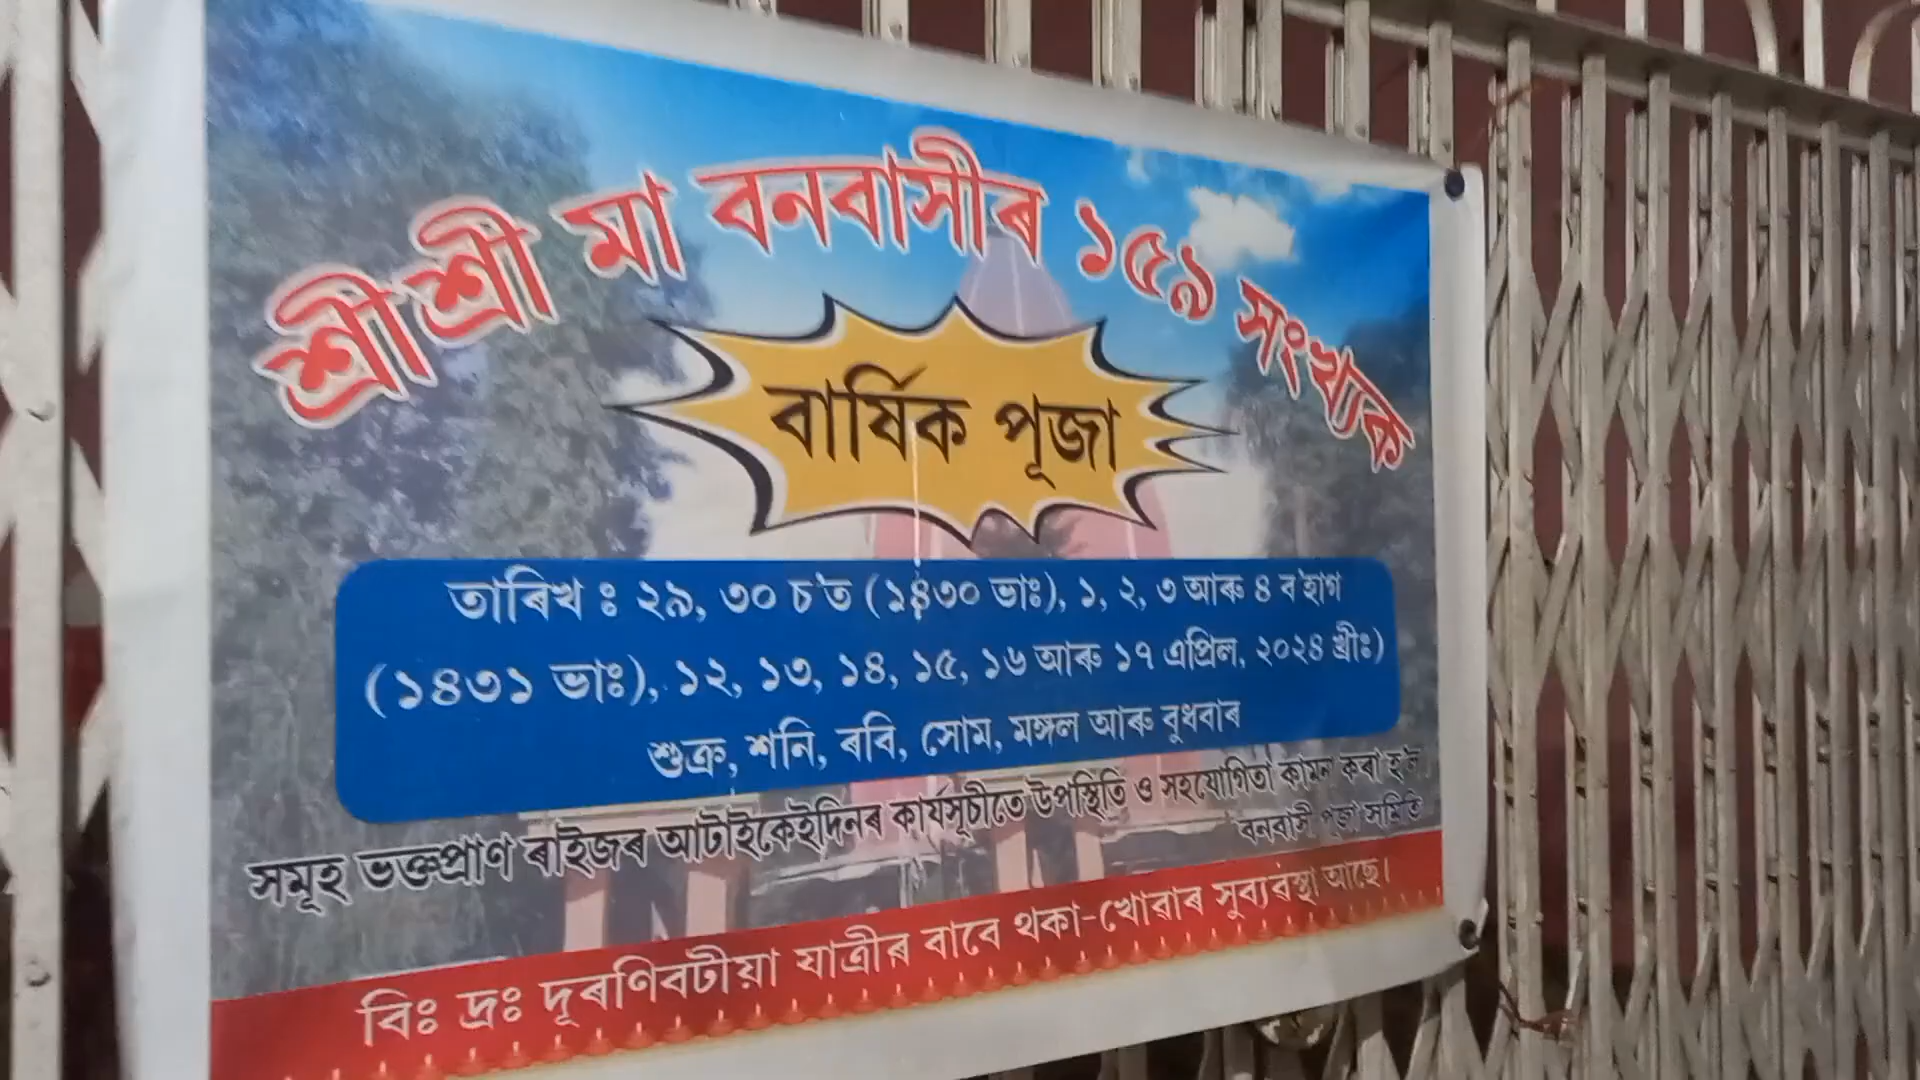 শ্ৰীশ্ৰী মা বনবাসীৰ ১৫৯ সংখ্যক
বাৰ্ষিক পূজা
তাৰিখ ঃ ২৯, ৩০ চ'ত (১৪৩০ ভাঃ), ১, ২, ৩ আৰু ৪ ব'হাগ
(১৪৩১ ভাঃ), ১২, ১৩, ১৪, ১৫, ১৬ আৰু ১৭ এপ্ৰিল, ২০২৪ খ্ৰীঃ)
শুক্ৰ, শনি, ৰবি, সোম, মঙ্গল আৰু বুধবাৰ
সমূহ ভক্তপ্ৰাণ ৰাইজৰ আটাইকেইদিনৰ কাৰ্যসূচীতে উপস্থিতি ও সহযোগিতা কামনা কৰা হ'ল
বনবাসী পূজা সমিতি
বিঃ দ্ৰঃ দূৰণিবটীয়া যাত্ৰীৰ বাবে থকা-খোৱাৰ সুব্যৱস্থা আছে।